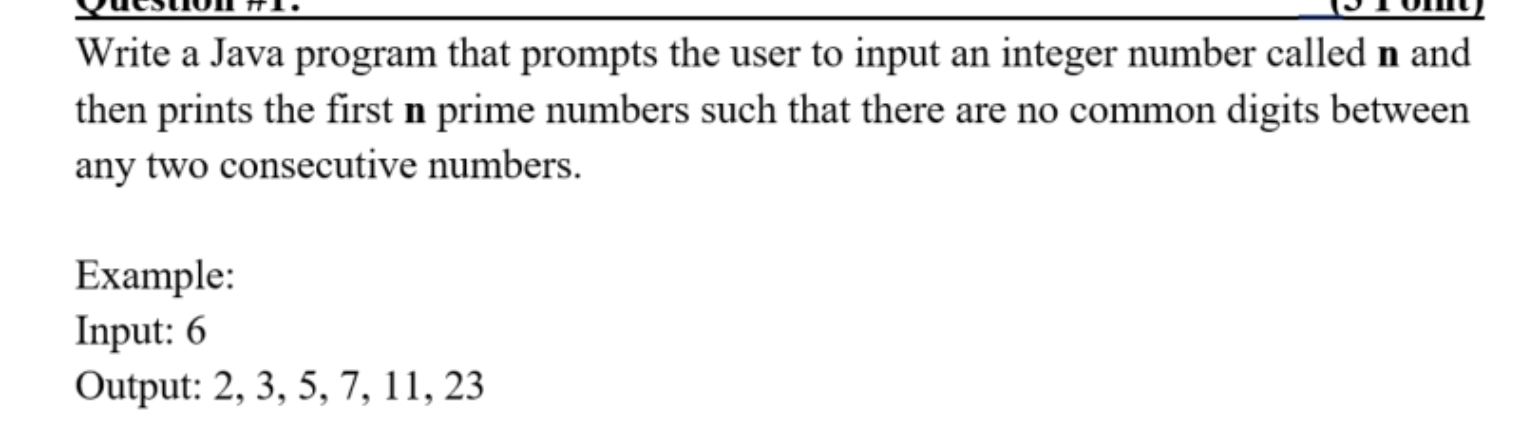 Question #1:
(3 Point)
Write a Java program that prompts the user to input an integer number called n and
then prints the first n prime numbers such that there are no common digits between
any two consecutive numbers.
Example:
Input: 6
Output: 2, 3, 5, 7, 11, 23